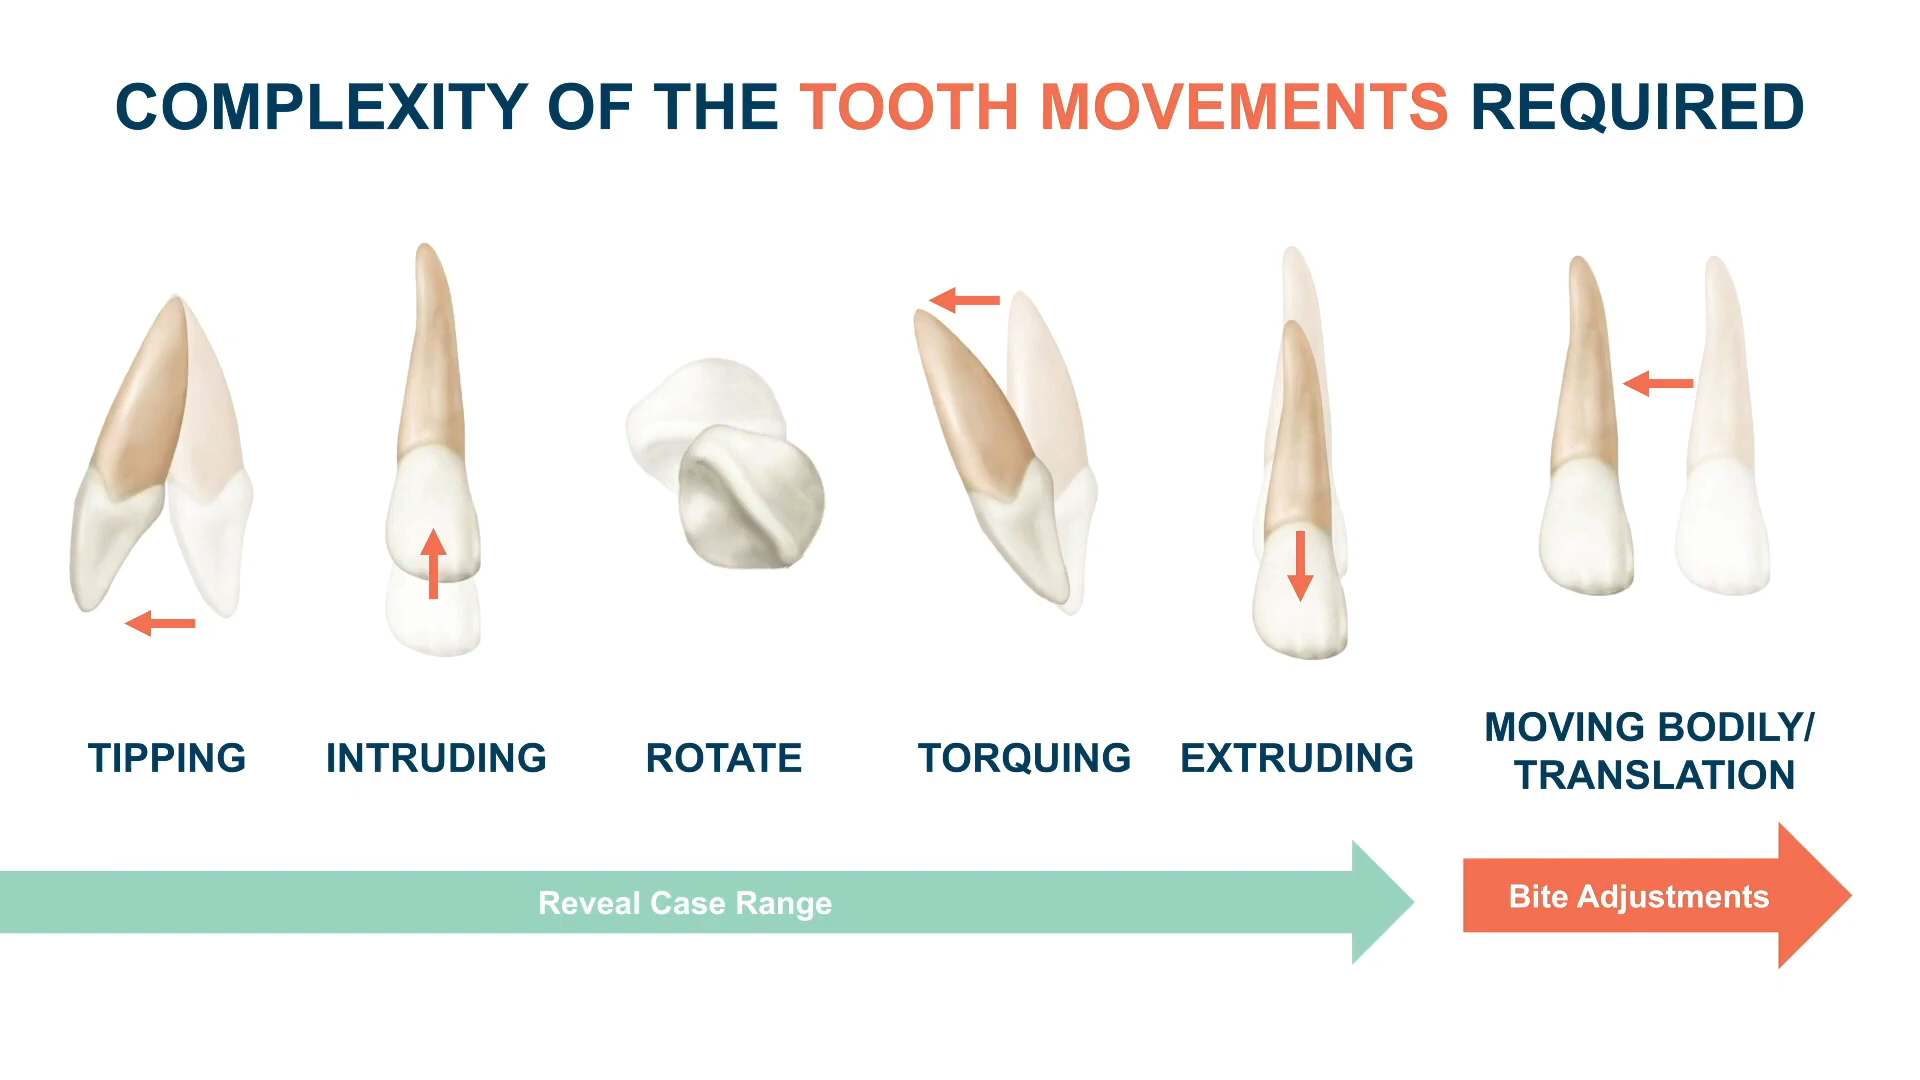 COMPLEXITY OF THE TOOTH MOVEMENTS REQUIRED
TIPPING
INTRUDING
ROTATE
TORQUING
EXTRUDING
MOVING BODILY/
TRANSLATION
Reveal Case Range
Bite Adjustments